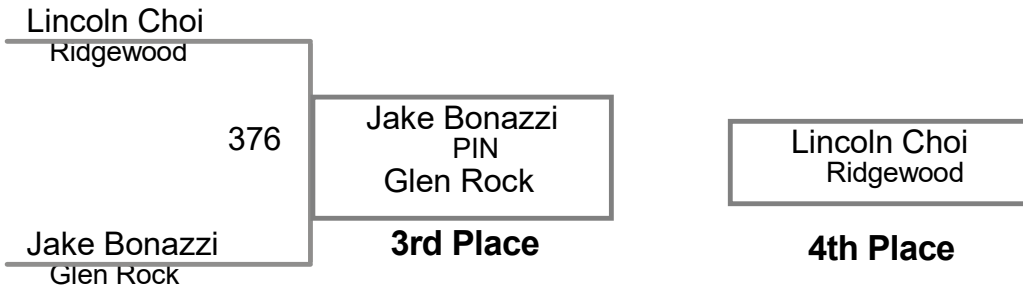 Lincoln Choi
Ridgewood
376
Jake Bonazzi
PIN
Glen Rock
3rd Place
Lincoln Choi
Ridgewood
4th Place
Jake Bonazzi
Glen Rock